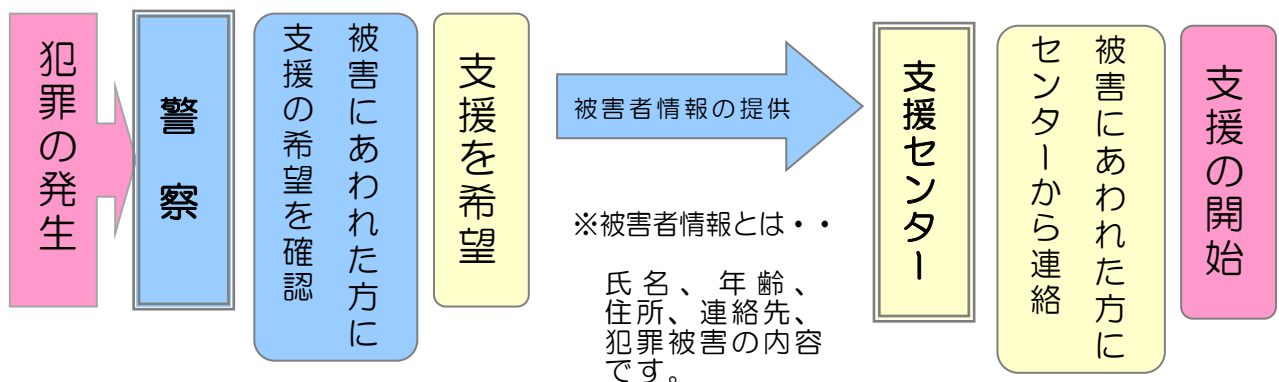 犯罪の発生
警察
被害にあわれた方に
支援の希望を確認
支援を希望
被害者情報の提供
※被害者情報とは・・
氏名、年齢、
住所、連絡先、
犯罪被害の内容
です。
支援センター
被害にあわれた方に
センターから連絡
支援の開始